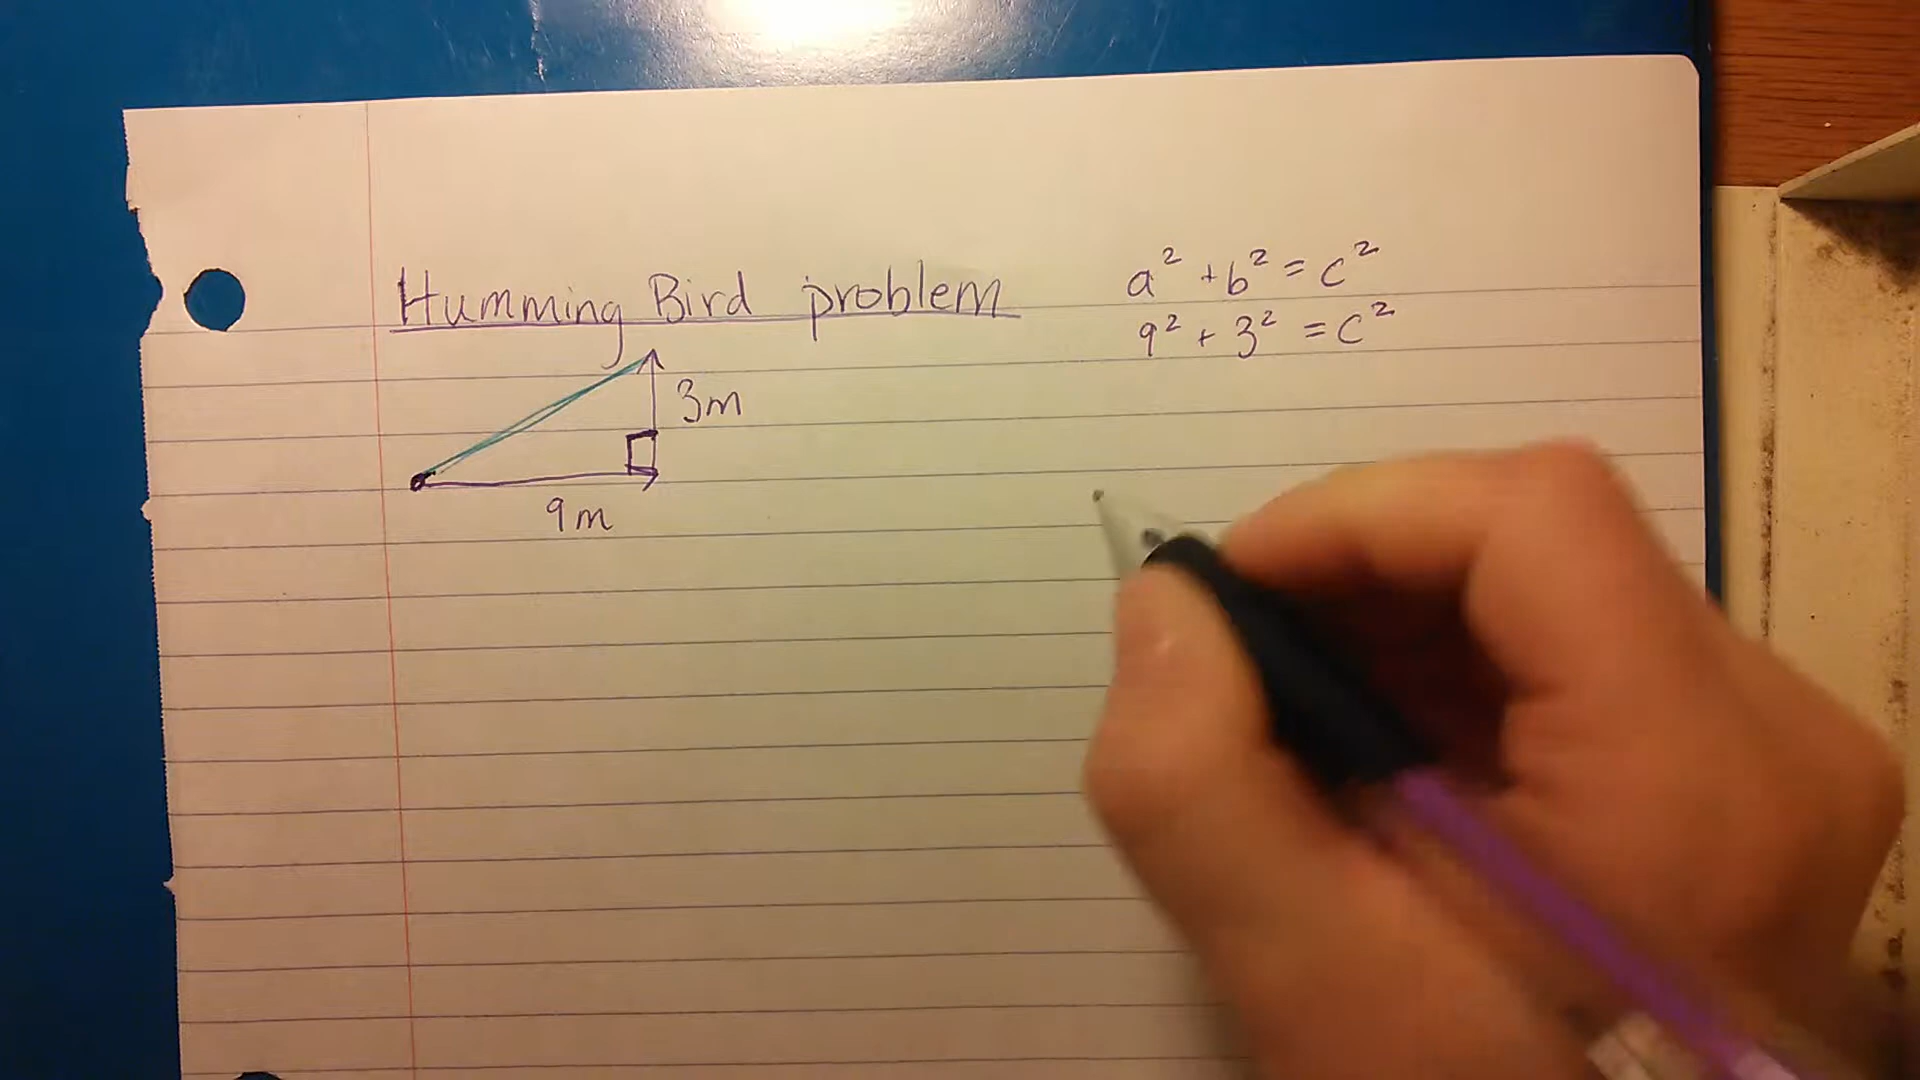 Humming Bird problem
a² + b² = c²
9² + 3² = c²
3m
9m